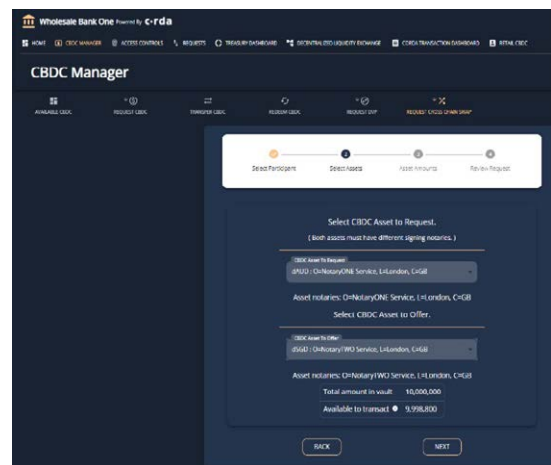 Wholesale Bank One Powered By c·rda
HOME CBDC MANAGER ACCESS CONTROLS REQUESTS TREASURY DASHBOARD DECENTRALIZED LIQUIDITY EXCHANGE CORDA TRANSACTION DASHBOARD RETAIL CBDC
CBDC Manager
AVAILABLE CBDC REQUEST CBDC TRANSFER CBDC REDEEM CBDC REQUEST DVP REQUEST CROSS CHAIN SWAP
1 2 3 4
Select Participant Select Assets Asset Amounts Review Request
Select CBDC Asset to Request.
( Both assets must have different signing notaries. )
CBDC Asset To Request
dAUD : O=NotaryONE Service, L=London, C=GB
Asset notaries: O=NotaryONE Service, L=London, C=GB
Select CBDC Asset to Offer.
CBDC Asset To Offer
dSGD : O=NotaryTWO Service, L=London, C=GB
Asset notaries: O=NotaryTWO Service, L=London, C=GB
Total amount in vault 10,000,000
Available to transact 9,998,800
BACK NEXT